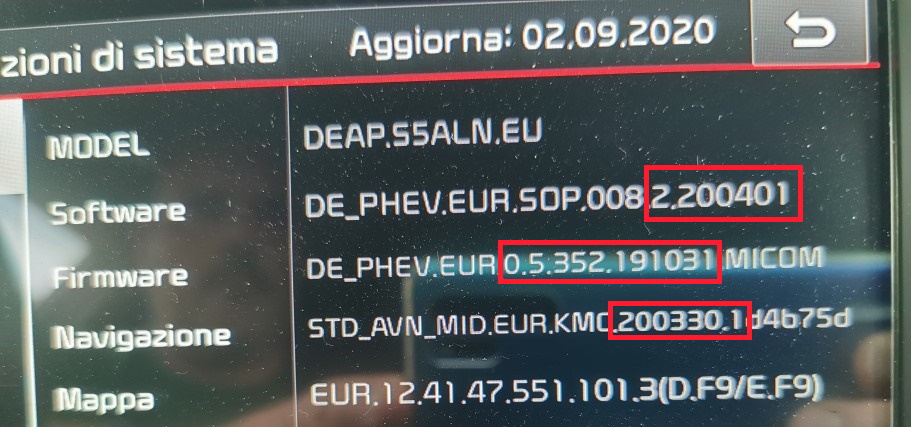 zioni di sistema Aggiorna: 02.09.2020
MODEL DEAP.S5ALN.EU
Software DE_PHEV.EUR.SOP.008.2.200401
Firmware DE_PHEV.EUR.0.5.352.191031.MICOM
Navigazione STD_AVN_MID.EUR.KMC.200330.1d4b75d
Mappa EUR.12.41.47.551.101.3(D.F9/E.F9)